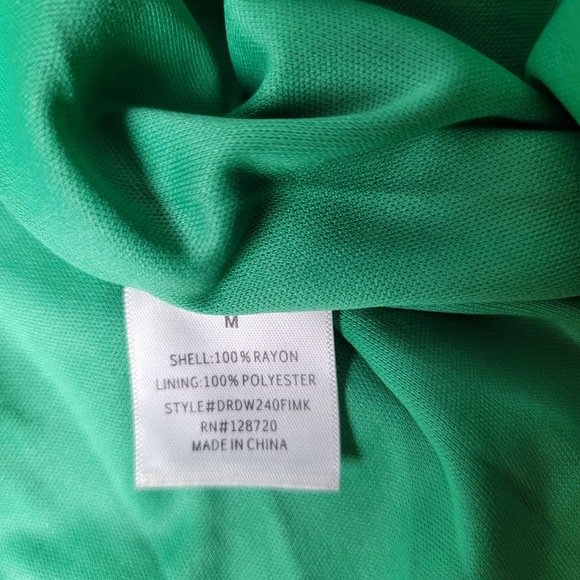 M
SHELL:100%RAYON
LINING:100% POLYESTER
STYLE#DRDW240FIMK
RN#128720
MADE IN CHINA